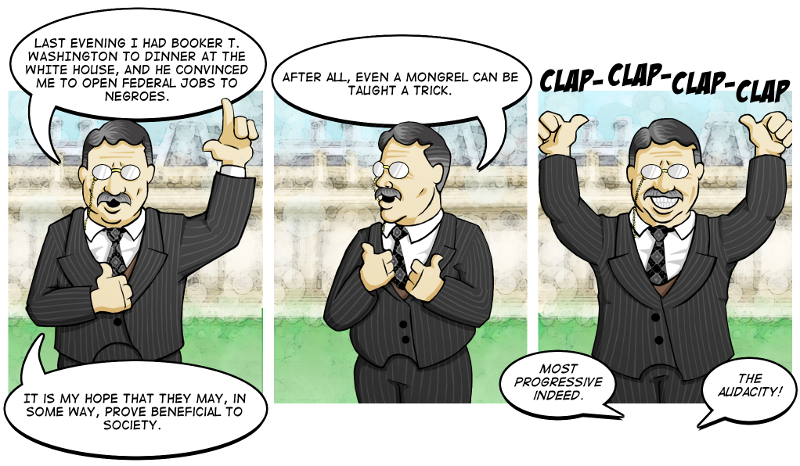 LAST EVENING I HAD BOOKER T.
WASHINGTON TO DINNER AT THE
WHITE HOUSE, AND HE CONVINCED
ME TO OPEN FEDERAL JOBS TO
NEGROES.
IT IS MY HOPE THAT THEY MAY, IN
SOME WAY, PROVE BENEFICIAL TO
SOCIETY.
AFTER ALL, EVEN A MONGREL CAN BE
TAUGHT A TRICK.
CLAP-CLAP-CLAP-CLAP
MOST
PROGRESSIVE
INDEED.
THE
AUDACITY!